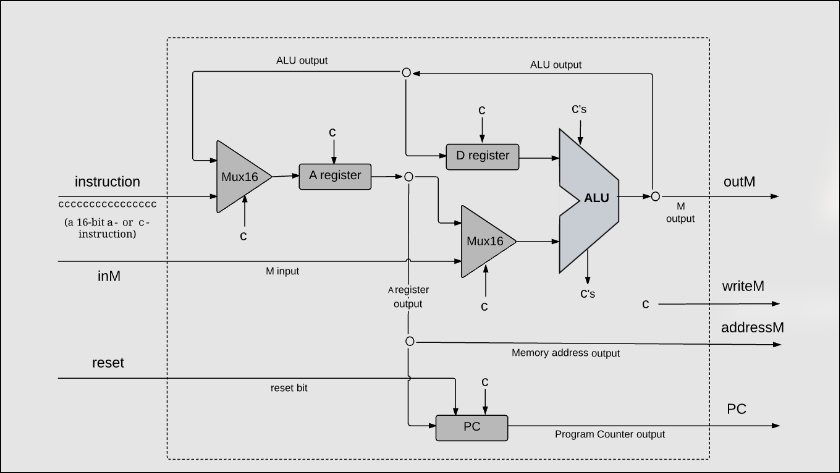 ALU output
ALU output
c
c's
c
D register
Mux16
A register
ALU
instruction
cccccccccccccccc
(a 16-bit a- or c-
instruction)
outM
M
output
c
Mux16
inM
M input
A register
output
c
c's
c
writeM
addressM
Memory address output
reset
reset bit
c
PC
PC
Program Counter output